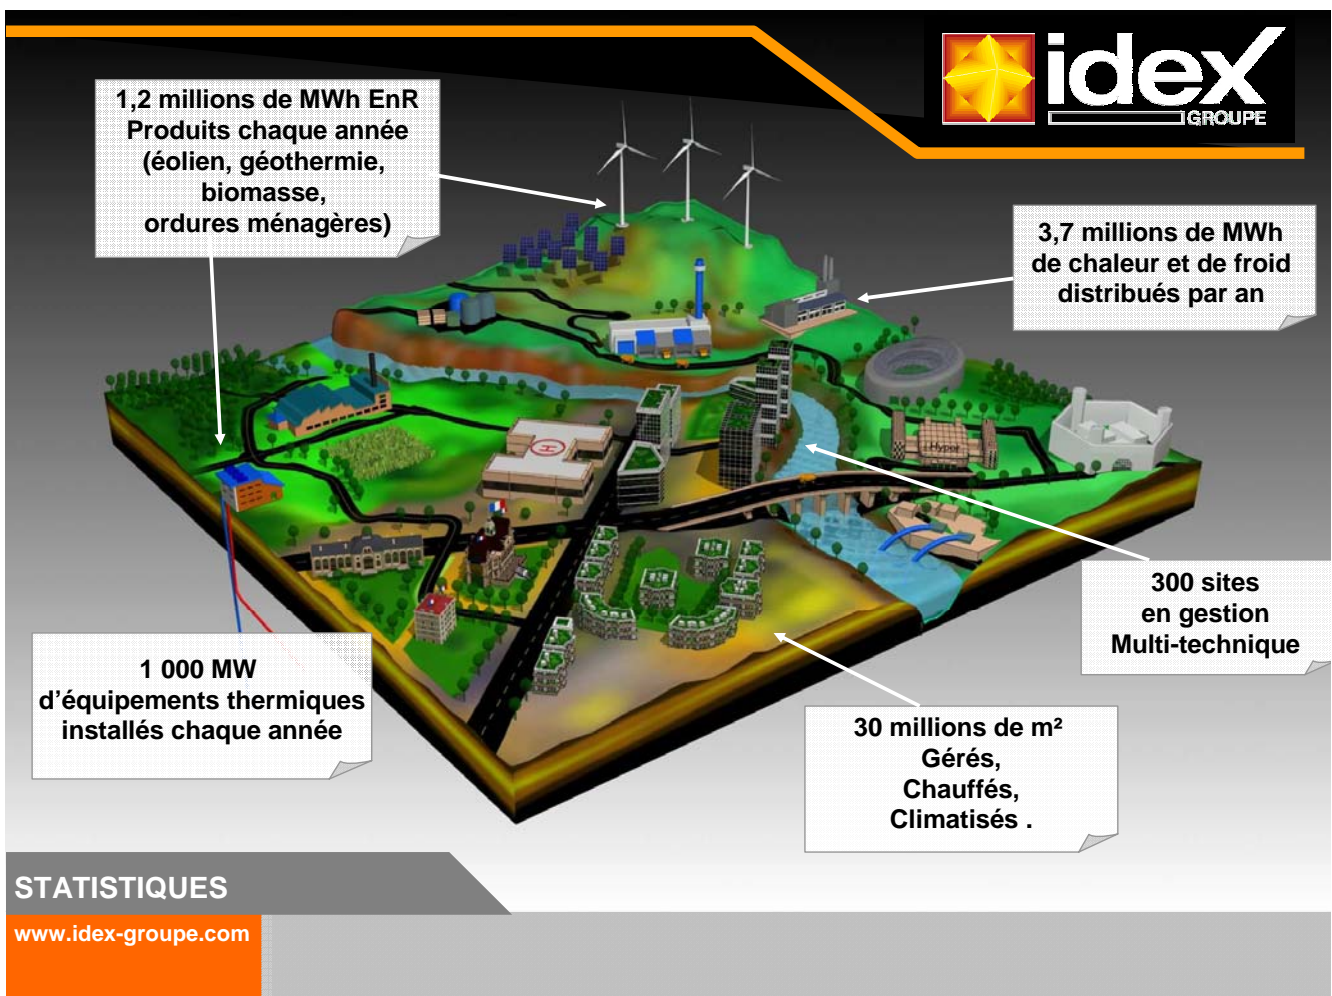 idex
GROUPE
1,2 millions de MWh EnR
Produits chaque année
(éolien, géothermie,
biomasse,
ordures ménagères)
3,7 millions de MWh
de chaleur et de froid
distribués par an
H
Hyper
300 sites
en gestion
Multi-technique
1 000 MW
d’équipements thermiques
installés chaque année
30 millions de m²
Gérés,
Chauffés,
Climatisés .
STATISTIQUES
www.idex-groupe.com